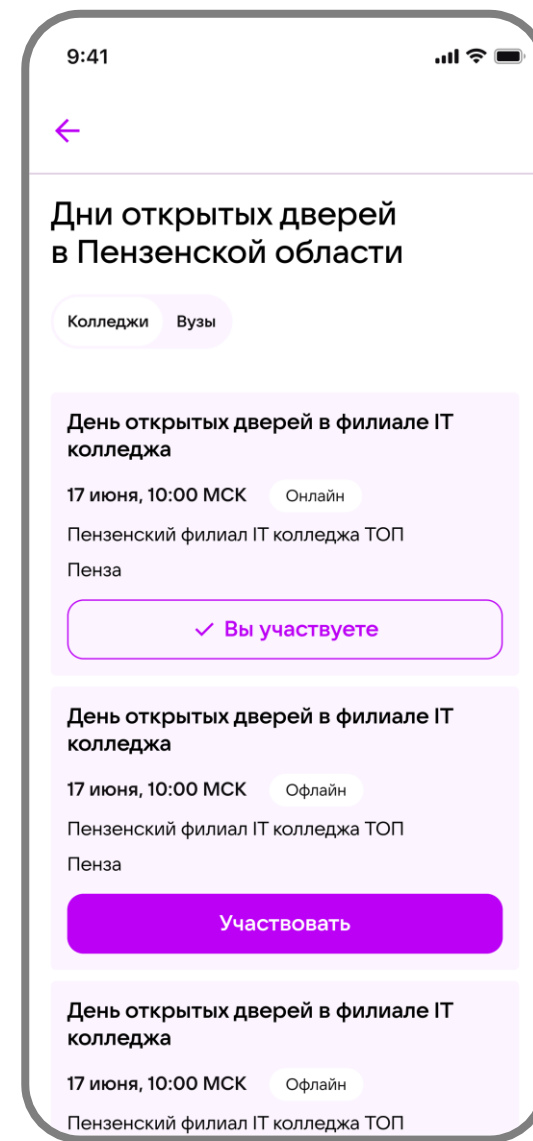 9:41
Дни открытых дверей
в Пензенской области
Колледжи Вузы
День открытых дверей в филиале IT
колледжа
17 июня, 10:00 МСК Онлайн
Пензенский филиал IT колледжа ТОП
Пенза
✓ Вы участвуете
День открытых дверей в филиале IT
колледжа
17 июня, 10:00 МСК Офлайн
Пензенский филиал IT колледжа ТОП
Пенза
Участвовать
День открытых дверей в филиале IT
колледжа
17 июня, 10:00 МСК Офлайн
Пензенский филиал IT колледжа ТОП